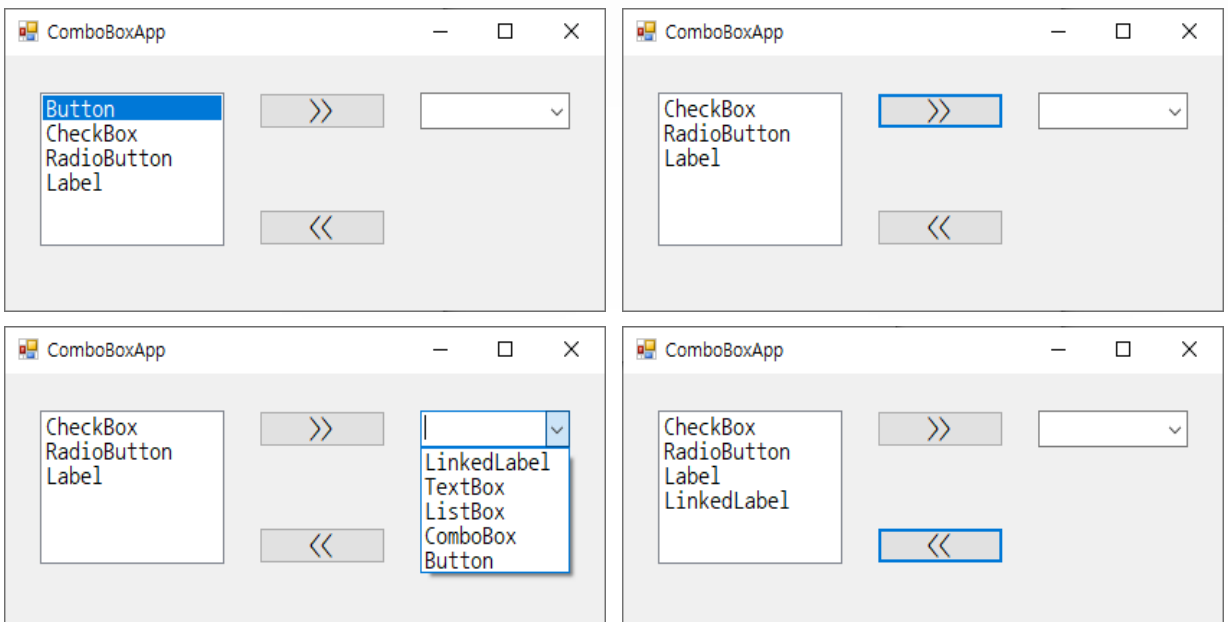 ComboBoxApp
Button
CheckBox
RadioButton
Label
>>
<<
ComboBoxApp
CheckBox
RadioButton
Label
>>
<<
ComboBoxApp
CheckBox
RadioButton
Label
>>
<<
LinkedLabel
TextBox
ListBox
ComboBox
Button
ComboBoxApp
CheckBox
RadioButton
Label
LinkedLabel
>>
<<